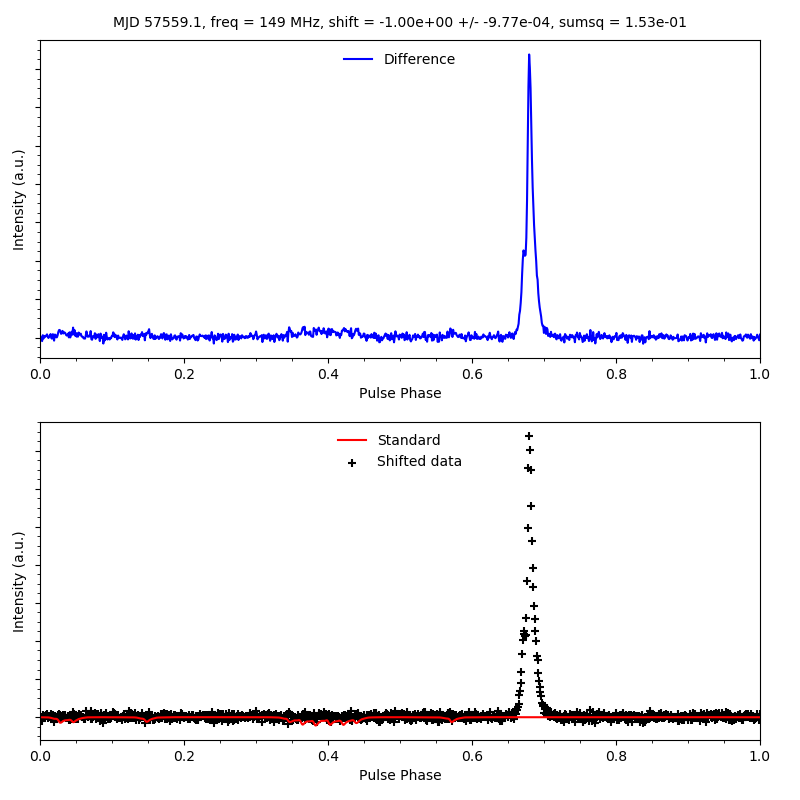 MJD 57559.1, freq = 149 MHz, shift = -1.00e+00 +/- -9.77e-04, sumsq = 1.53e-01
Difference
Intensity (a.u.)
0.0 0.2 0.4 0.6 0.8 1.0
Pulse Phase
Standard
Shifted data
Intensity (a.u.)
0.0 0.2 0.4 0.6 0.8 1.0
Pulse Phase